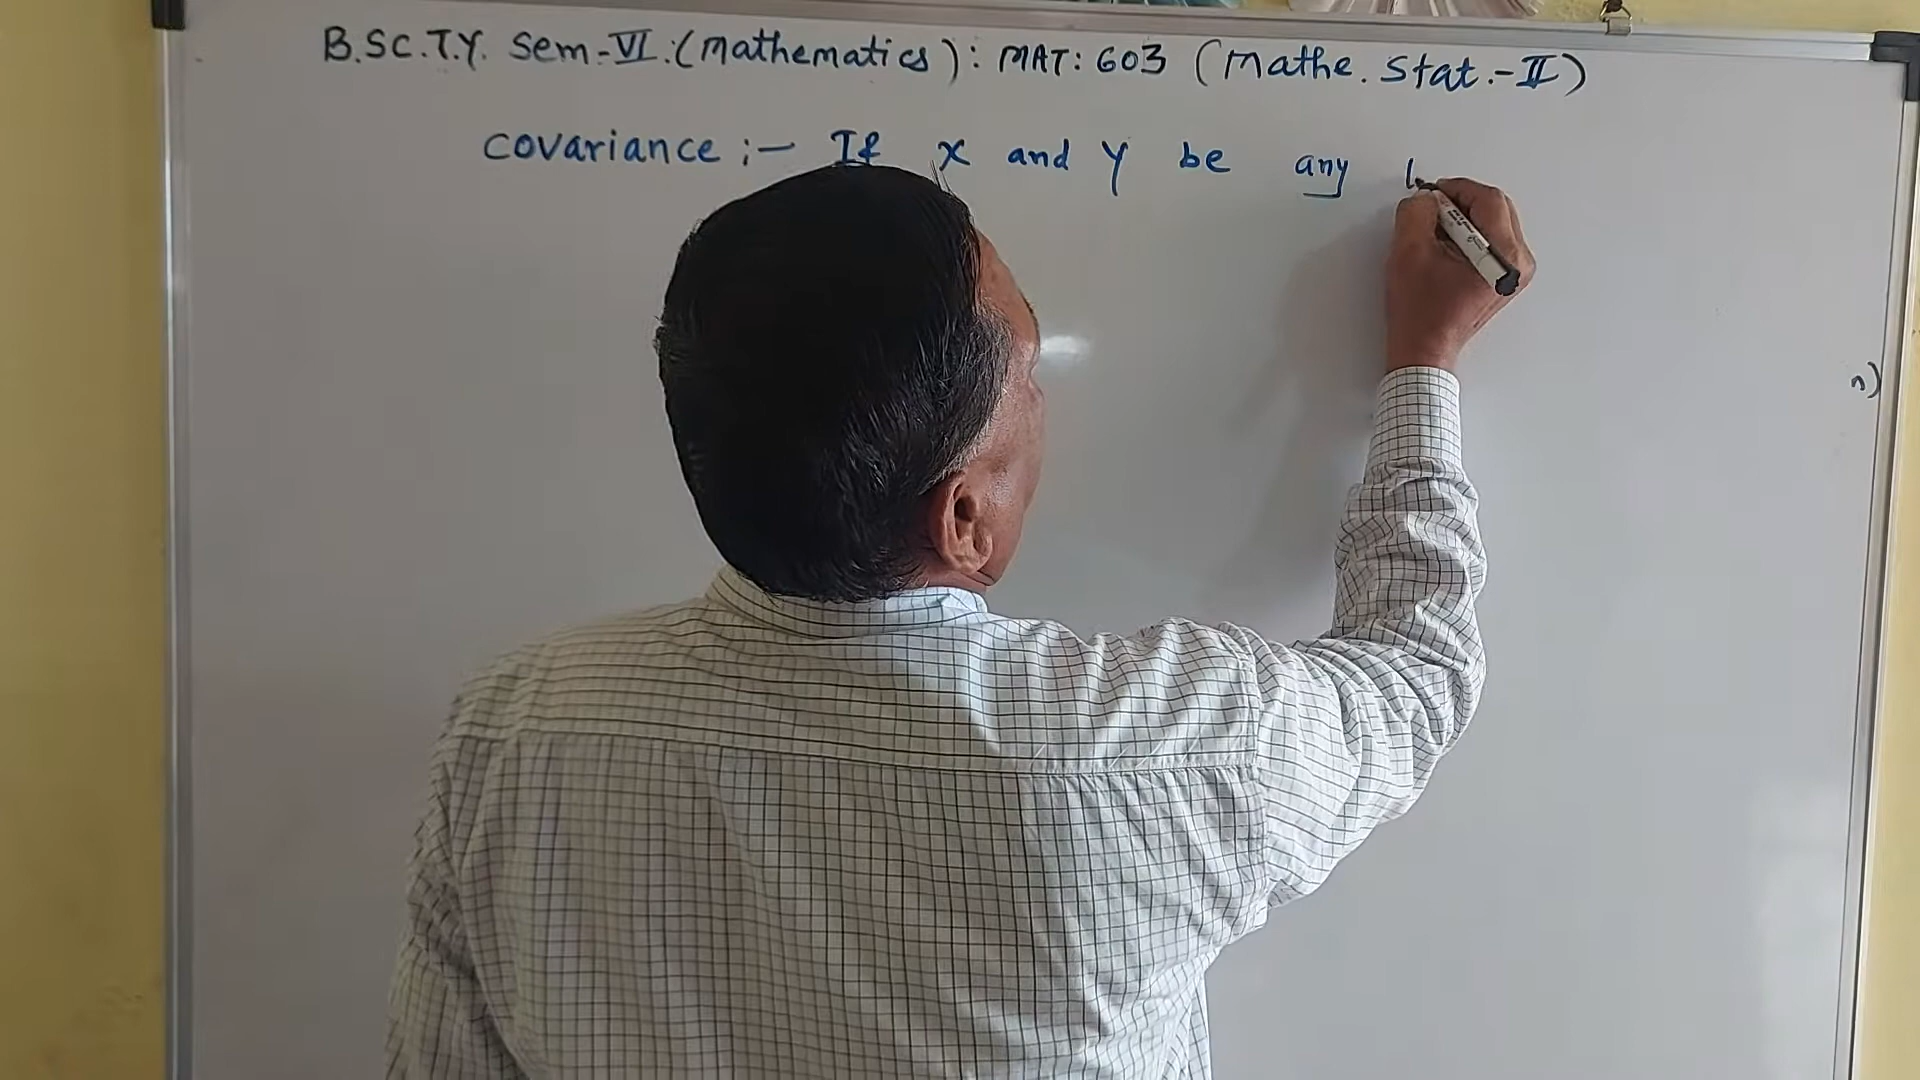 B.SC.T.Y. Sem-VI.(Mathematics): MAT: 603 (Mathe. Stat.-II)
Covariance :- If X and Y be any
n)